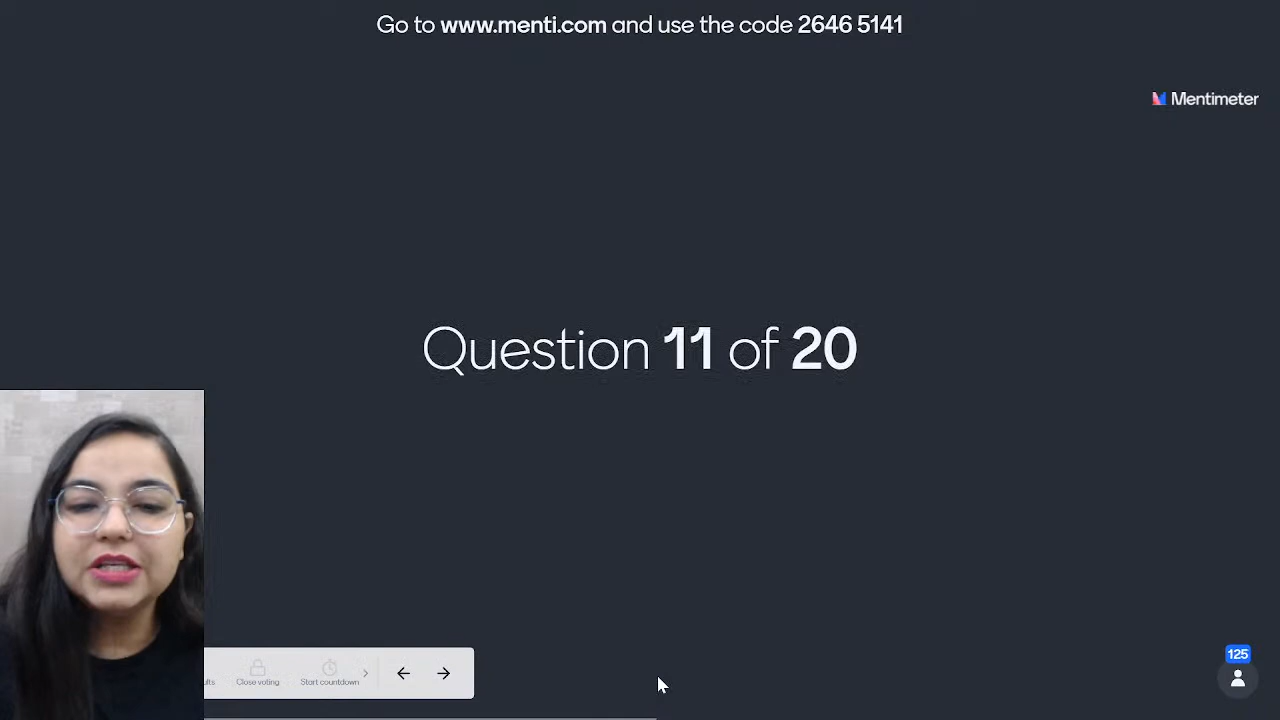 Go to www.menti.com and use the code 2646 5141
Mentimeter
Question 11 of 20
ults
Close voting
Start countdown
125